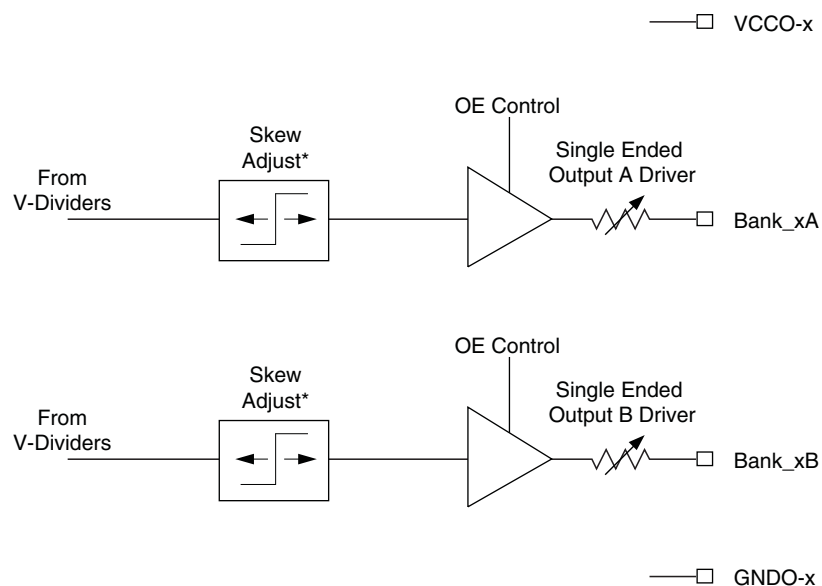 VCCO-x
OE Control
Skew
Adjust*
Single Ended
Output A Driver
From
V-Dividers
Bank_xA
OE Control
Skew
Adjust*
Single Ended
Output B Driver
From
V-Dividers
Bank_xB
GNDO-x